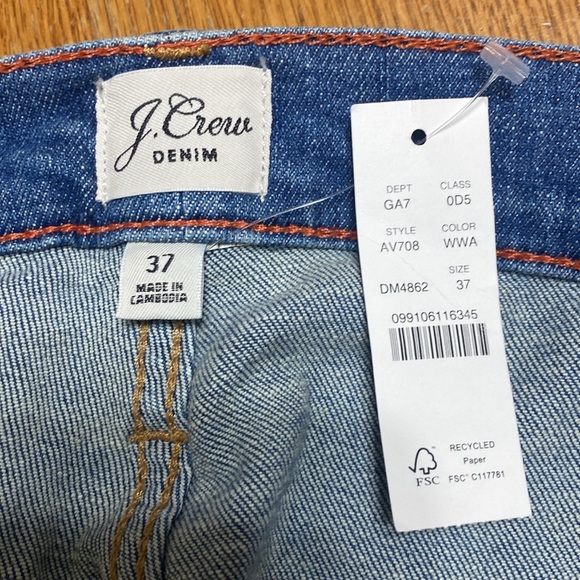 J.Crew
DENIM
37
MADE IN
CAMBODIA
DEPT CLASS
GA7 0D5
STYLE COLOR
AV708 WWA
SIZE
DM4862 37
099106116345
RECYCLED
Paper
FSC
FSC™ C117781